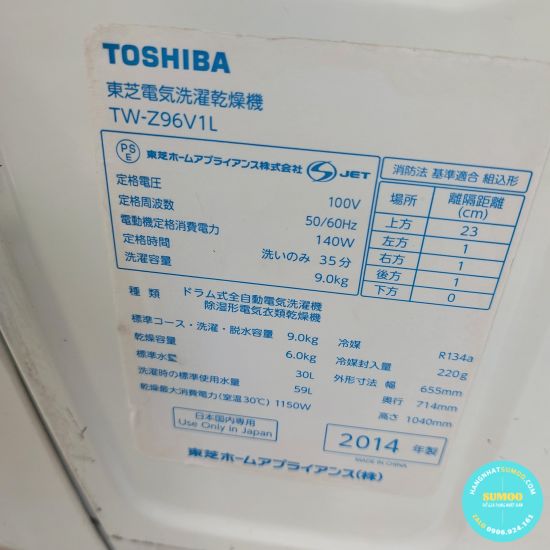 TOSHIBA
東芝電気洗濯乾燥機
TW-Z96V1L
PS
E
東芝ホームアプライアンス株式会社 JET
定格電圧 100V
定格周波数 50/60Hz
電動機定格消費電力 140W
定格時間 洗いのみ 35分
洗濯容量 9.0kg
消防法 基準適合 組込形
場所 離隔距離(cm)
上方 23
左方 1
右方 1
後方 1
下方 0
種類 ドラム式全自動電気洗濯機
除湿形電気衣類乾燥機
標準コース・洗濯・脱水容量 9.0kg
乾燥容量 6.0kg
標準水量 30L
洗濯時の標準使用水量 59L
乾燥最大消費電力(室温30℃) 1150W
冷媒 R134a
冷媒封入量 220g
外形寸法 幅 655mm
奥行 714mm
高さ 1040mm
日本国内専用
Use Only in Japan
2014 年製
MADE IN CHINA
東芝ホームアプライアンス(株)
HANGNHATSUMOO.COM
SUMOO
ZALO 0906.924.161